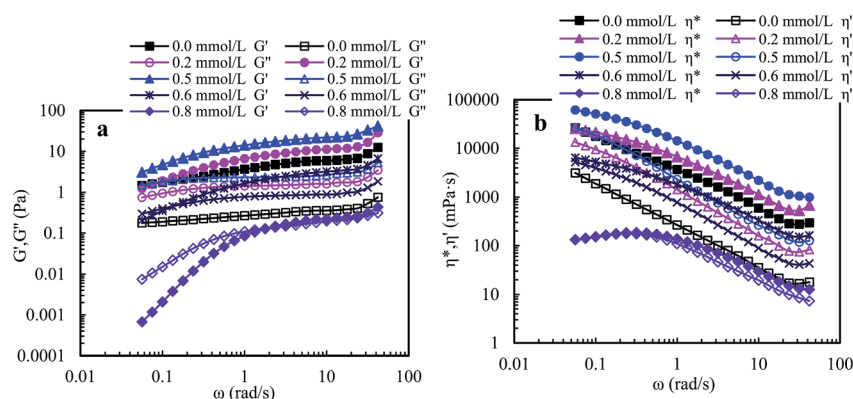 0.0 mmol/L G' 0.0 mmol/L G"
0.2 mmol/L G' 0.2 mmol/L G'
0.5 mmol/L G' 0.5 mmol/L G"
0.6 mmol/L G' 0.6 mmol/L G"
0.8 mmol/L G' 0.8 mmol/L G"
a
G',G" (Pa)
100
10
1
0.1
0.01
0.001
0.0001
0.01 0.1 1 10 100
ω (rad/s)
0.0 mmol/L η* 0.0 mmol/L η'
0.2 mmol/L η* 0.2 mmol/L η'
0.5 mmol/L η* 0.5 mmol/L η'
0.6 mmol/L η* 0.6 mmol/L η'
0.8 mmol/L η* 0.8 mmol/L η'
b
η*,η' (mPa·s)
100000
10000
1000
100
10
1
0.01 0.1 1 10 100
ω (rad/s)